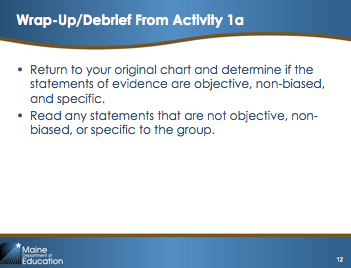 Wrap-Up/Debrief From Activity 1a
• Return to your original chart and determine if the
statements of evidence are objective, non-biased,
and specific.
• Read any statements that are not objective, non-
biased, or specific to the group.
Maine
Department of
Education
12